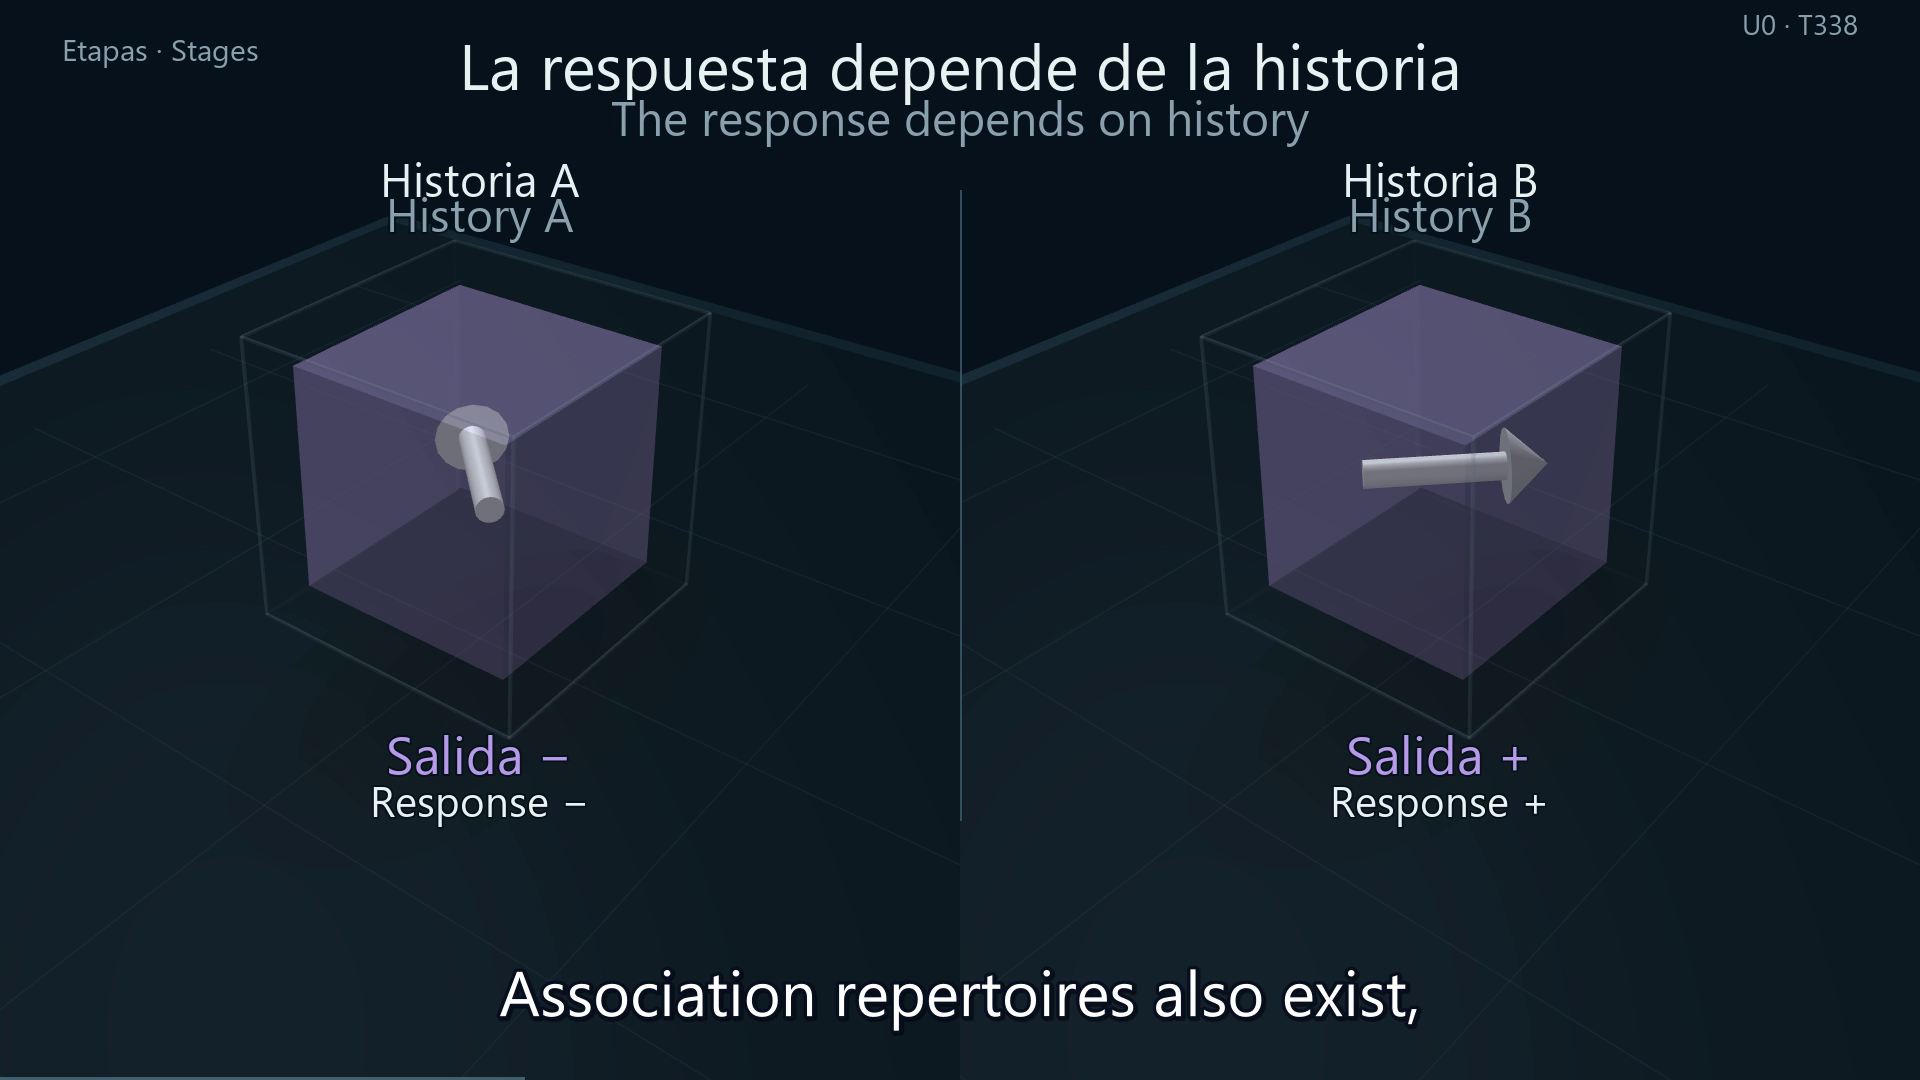 Etapas · Stages
U0 · T338
La respuesta depende de la historia
The response depends on history
Historia A
History A
Historia B
History B
Salida −
Response −
Salida +
Response +
Association repertoires also exist,